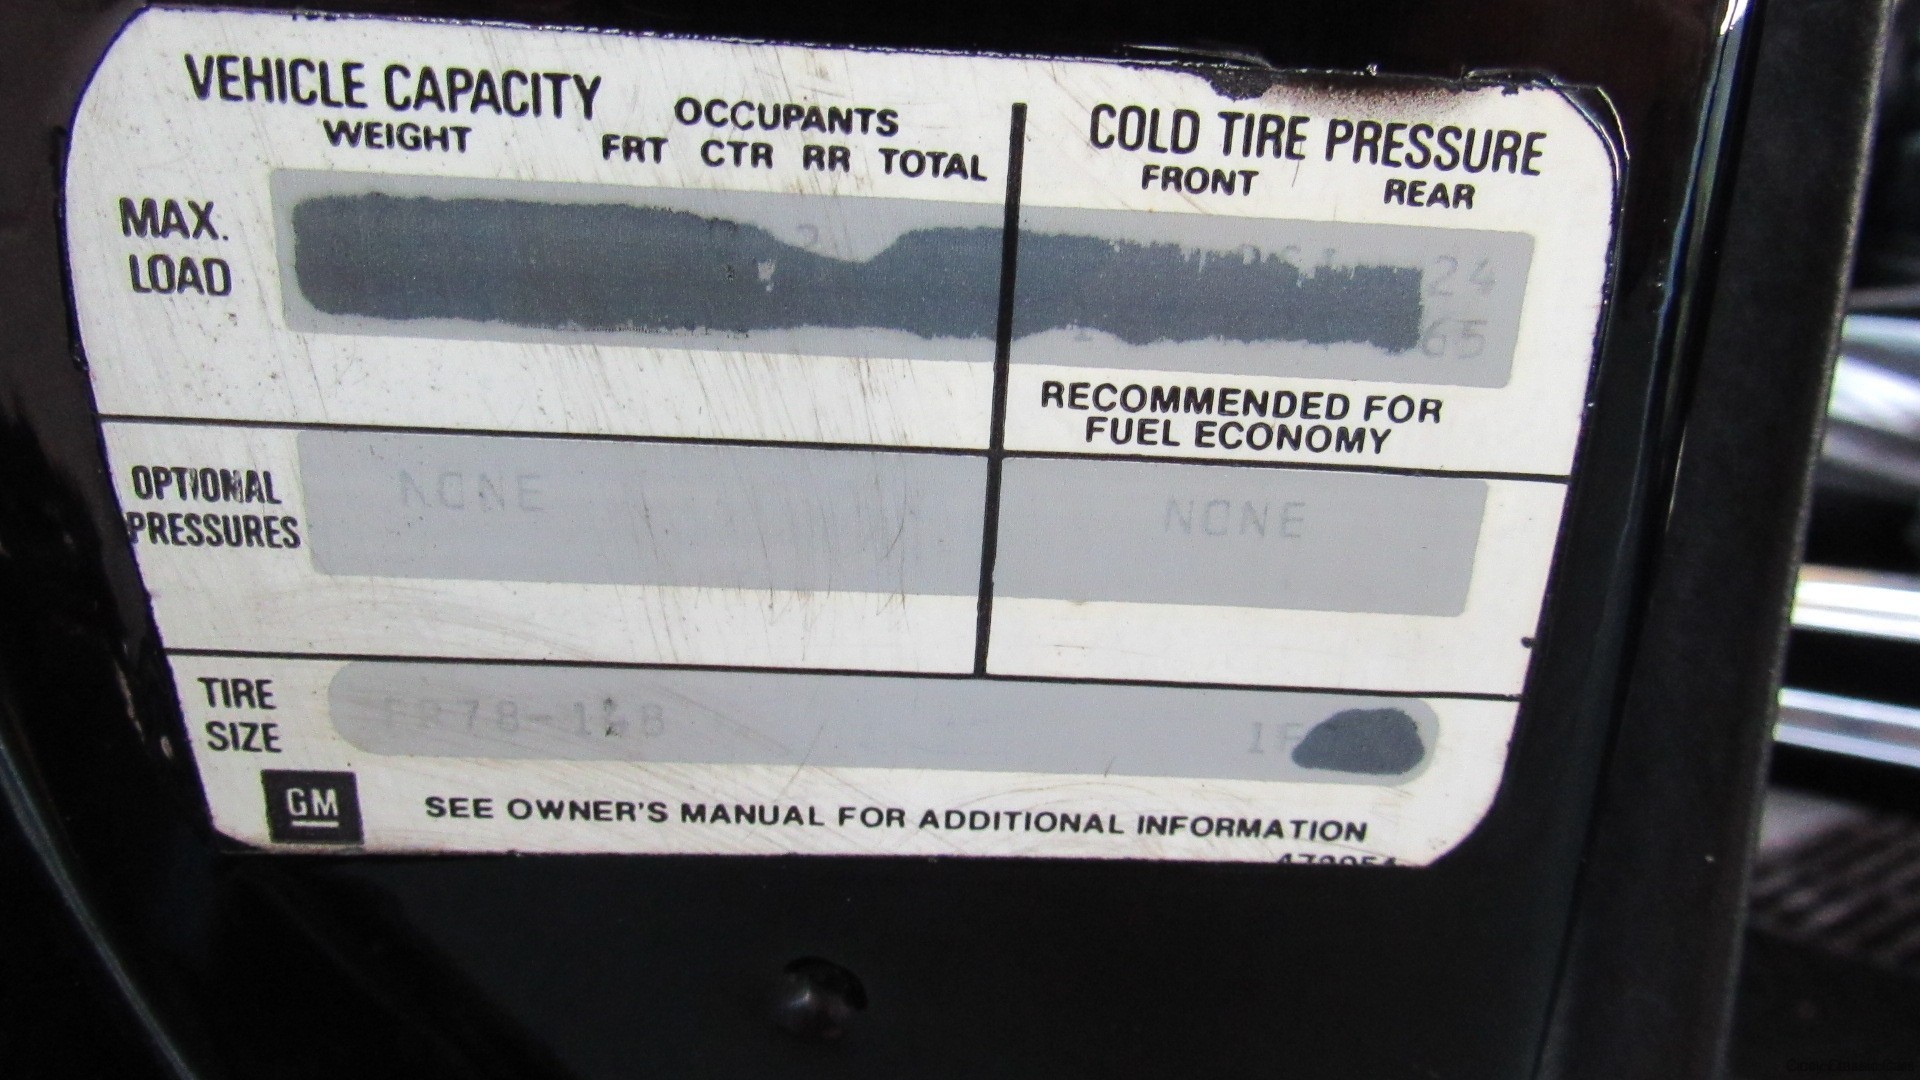 VEHICLE CAPACITY
WEIGHT
OCCUPANTS
FRT CTR RR TOTAL
COLD TIRE PRESSURE
FRONT REAR
MAX. LOAD
24
65
RECOMMENDED FOR
FUEL ECONOMY
OPTIONAL PRESSURES
NONE
NONE
TIRE SIZE
GM
SEE OWNER'S MANUAL FOR ADDITIONAL INFORMATION